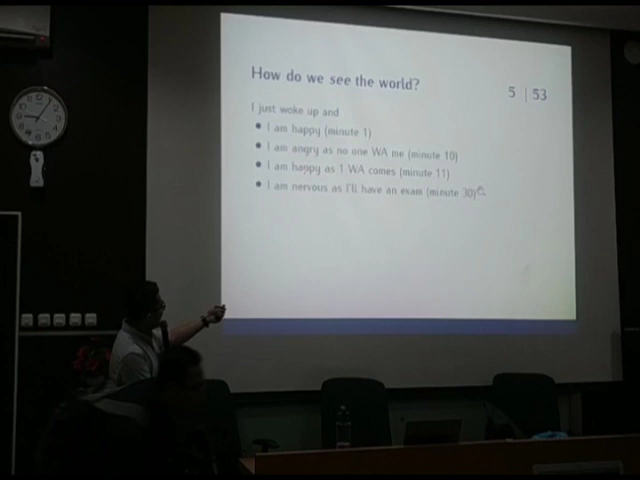 How do we see the world?
5 | 53
I just woke up and
• I am happy (minute 1)
• I am angry as no one WA me (minute 10)
• I am happy as 1 WA comes (minute 11)
• I am nervous as I'll have an exam (minute 30)